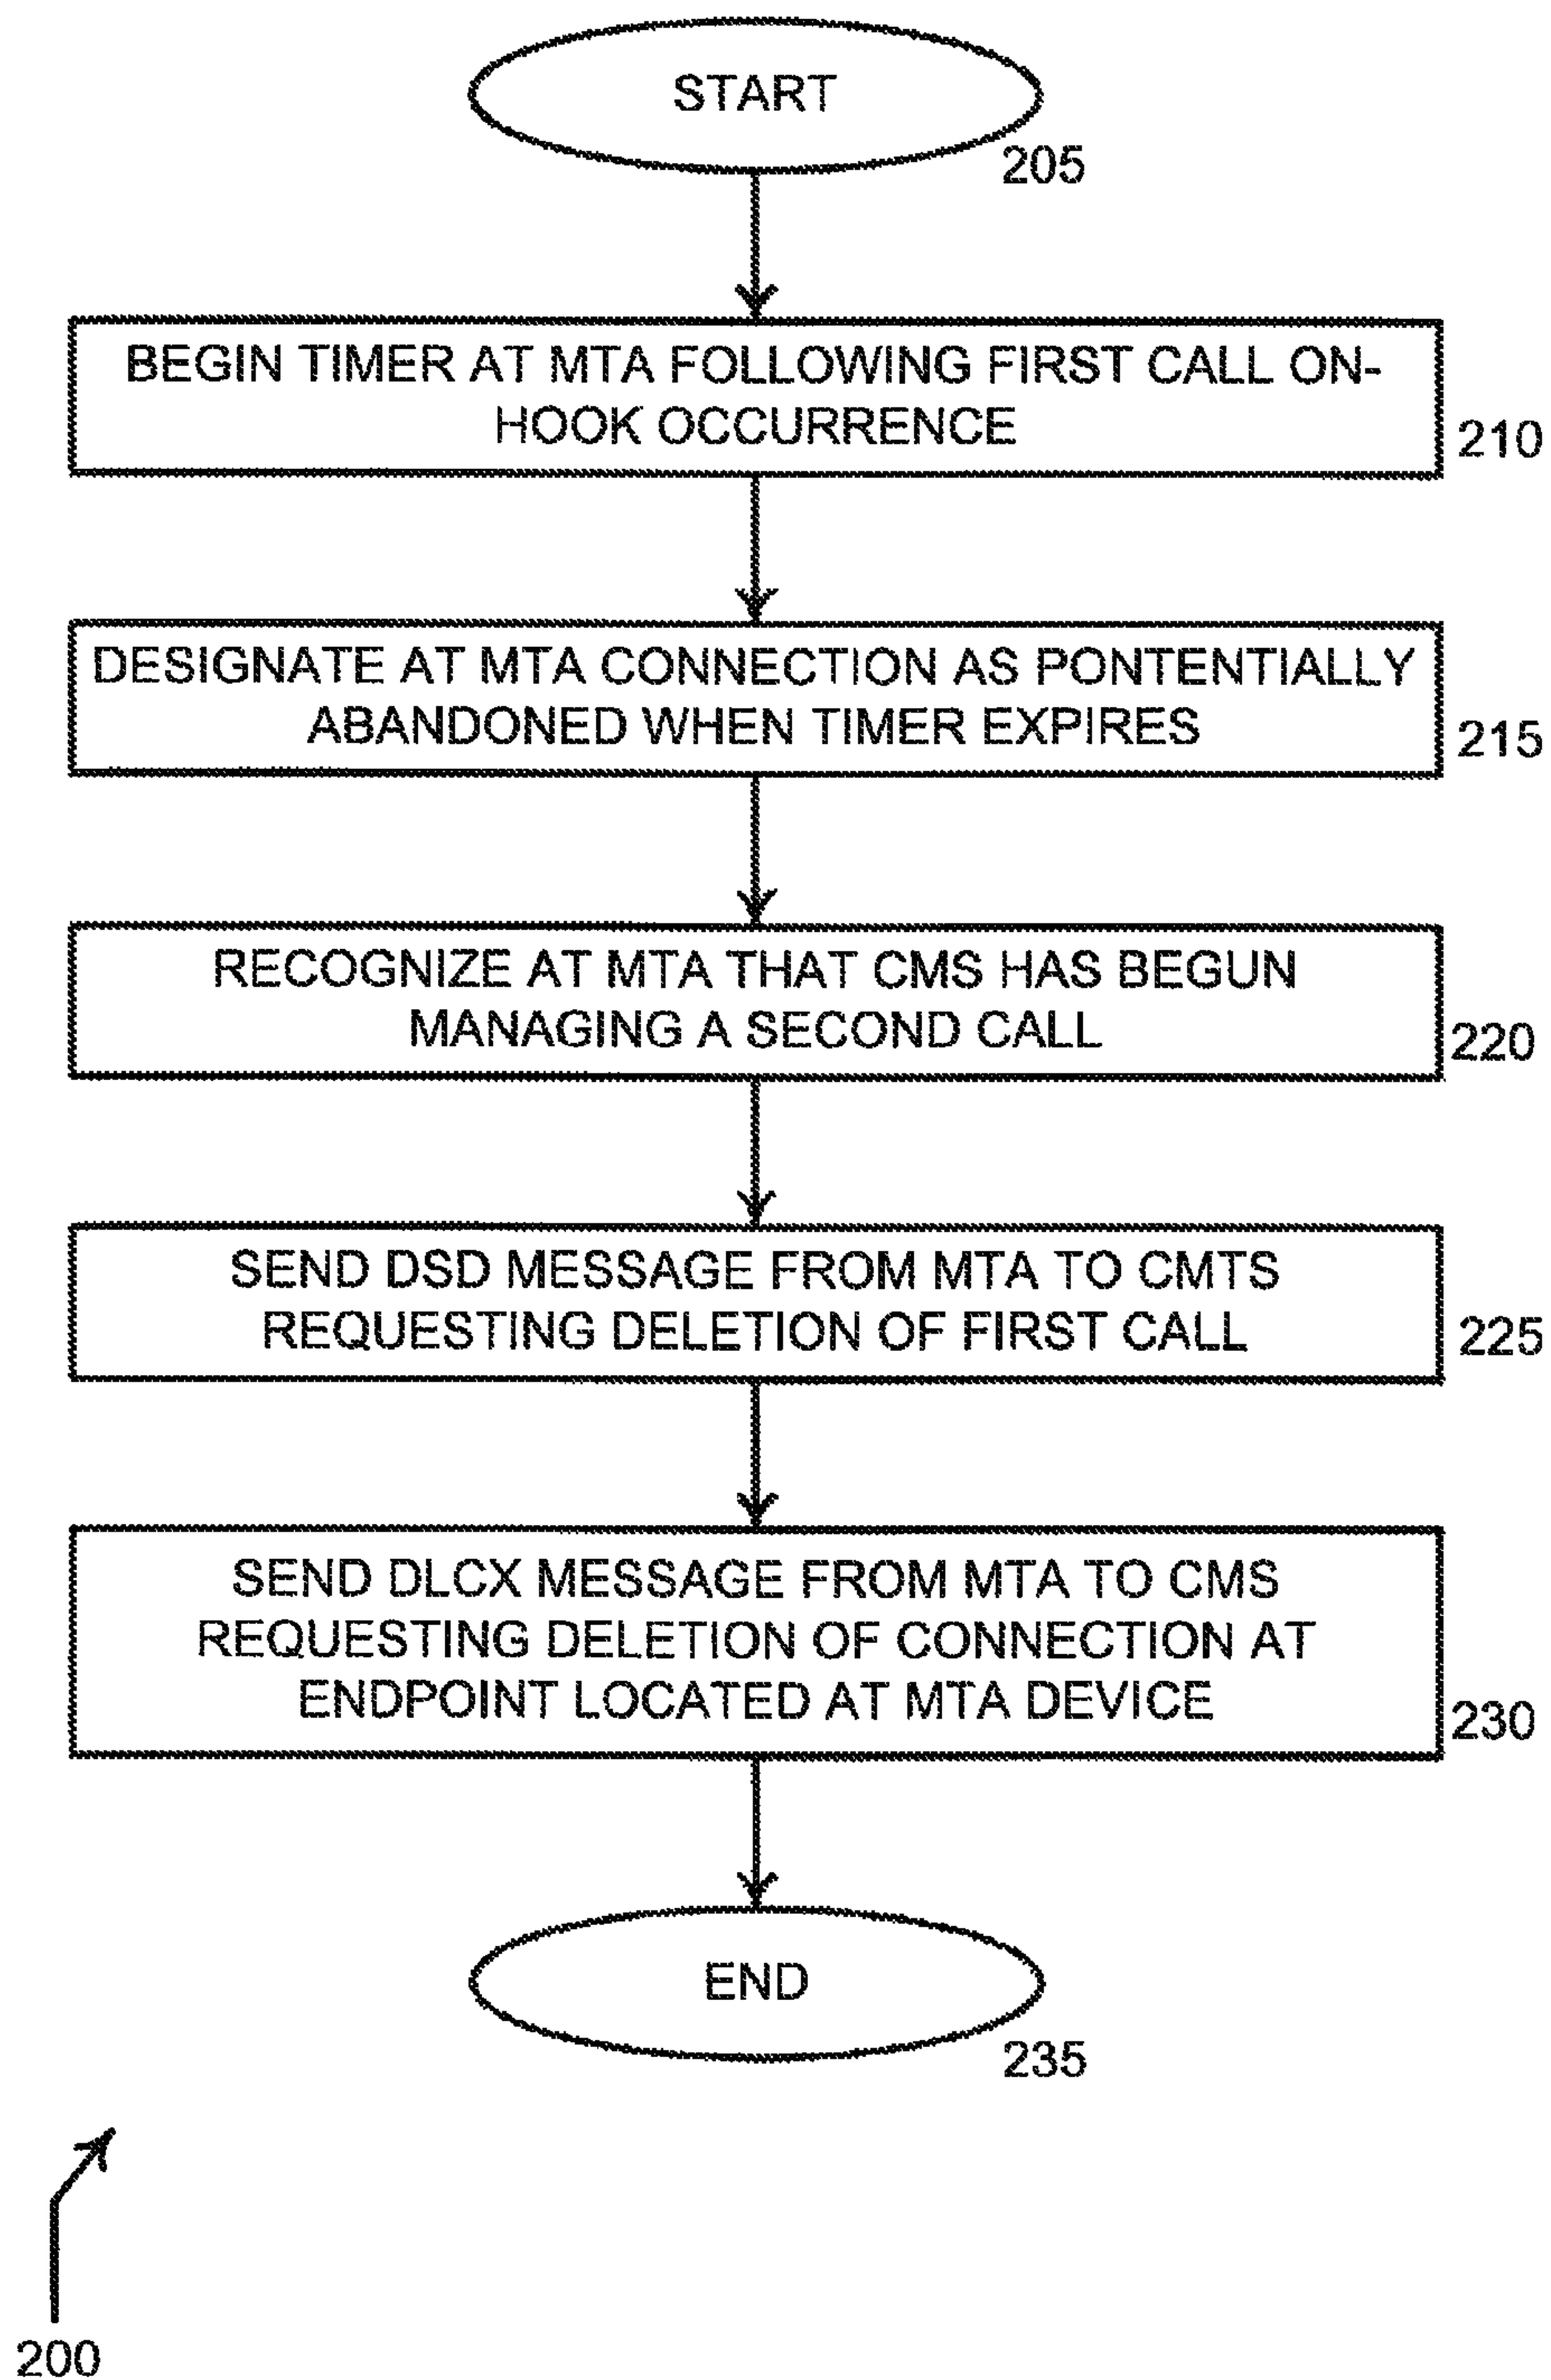 START
205
BEGIN TIMER AT MTA FOLLOWING FIRST CALL ON-
HOOK OCCURRENCE
210
DESIGNATE AT MTA CONNECTION AS PONTENTIALLY
ABANDONED WHEN TIMER EXPIRES
215
RECOGNIZE AT MTA THAT CMS HAS BEGUN
MANAGING A SECOND CALL
220
SEND DSD MESSAGE FROM MTA TO CMTS
REQUESTING DELETION OF FIRST CALL
225
SEND DLCX MESSAGE FROM MTA TO CMS
REQUESTING DELETION OF CONNECTION AT
ENDPOINT LOCATED AT MTA DEVICE
230
END
235
200